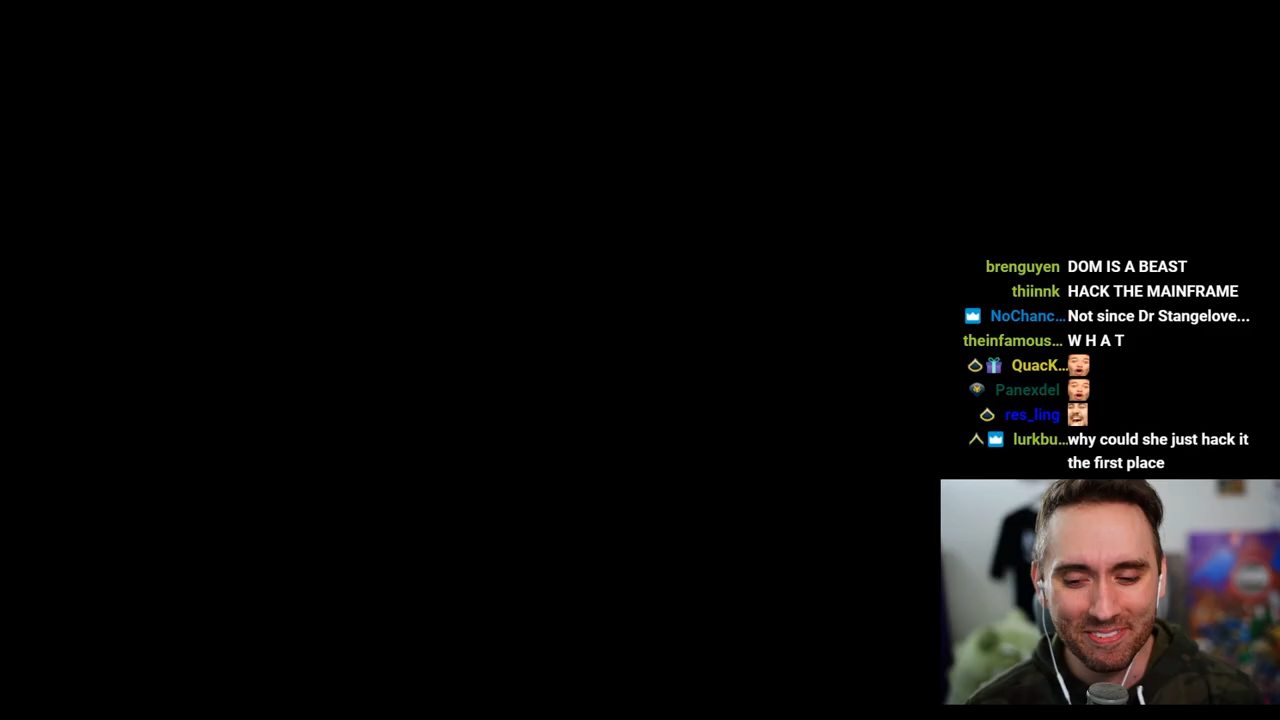 brenguyen DOM IS A BEAST
thiinnk HACK THE MAINFRAME
NoChanc… Not since Dr Stangelove...
theinfamous… W H A T
QuacK…
Panexdel
res_ling
lurkbu… why could she just hack it
the first place